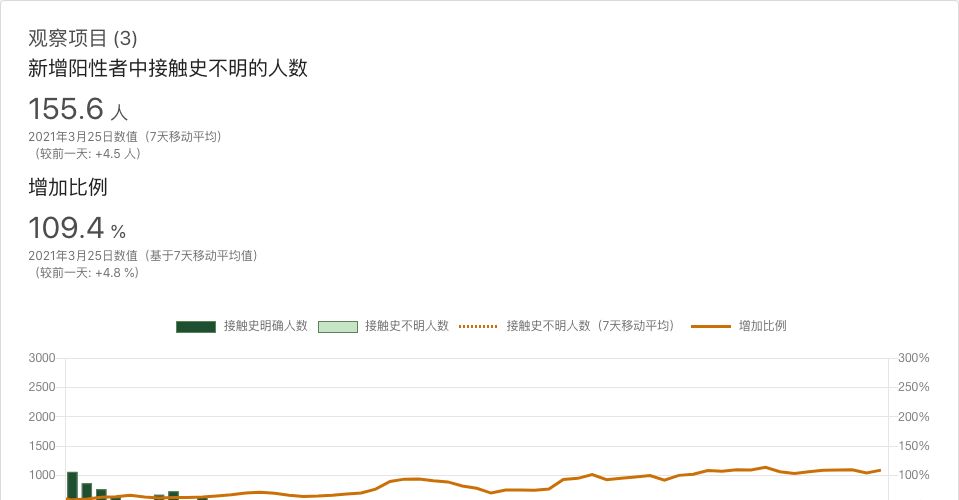 观察项目 (3)
新增阳性者中接触史不明的人数
155.6 人
2021年3月25日数值（7天移动平均）
（较前一天: +4.5 人）
增加比例
109.4 %
2021年3月25日数值（基于7天移动平均值）
（较前一天: +4.8 %）
接触史明确人数 接触史不明人数 接触史不明人数（7天移动平均） 增加比例
3000 300%
2500 250%
2000 200%
1500 150%
1000 100%